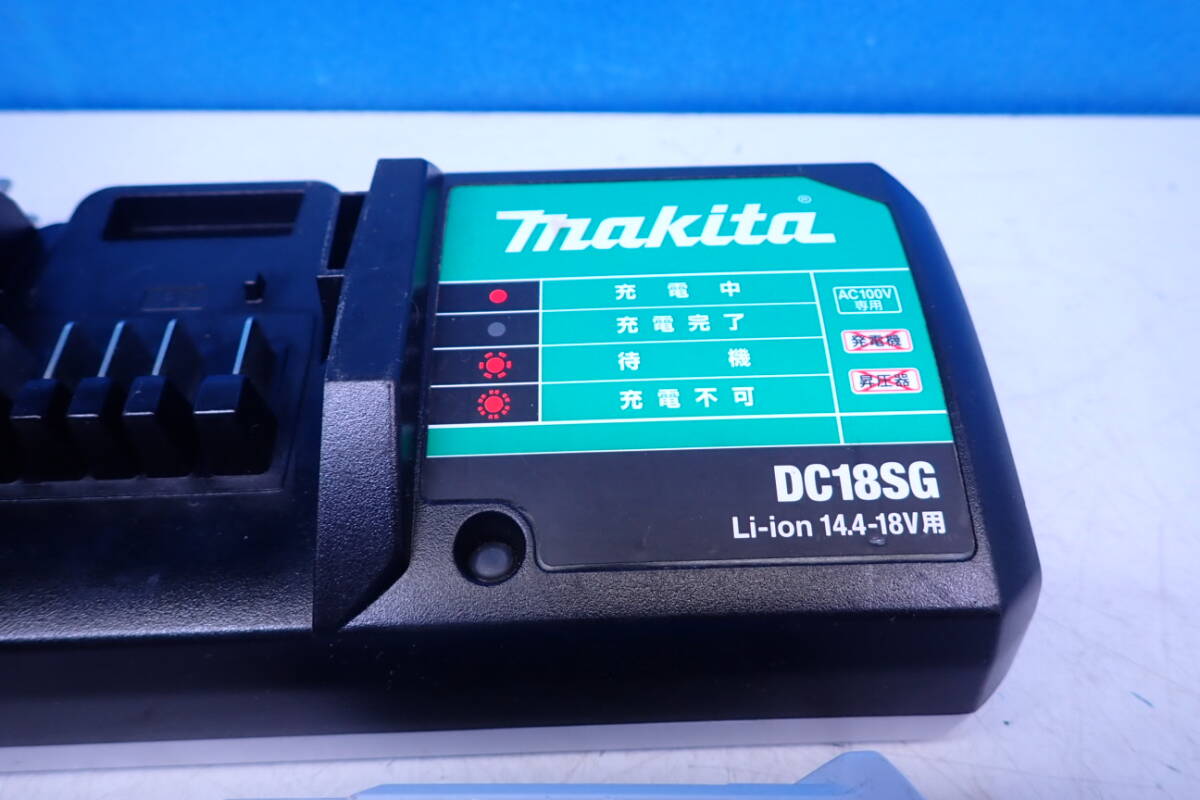 makita®
充電中
充電完了
待機
充電不可
AC100V
専用
発電機
昇圧器
DC18SG
Li-ion 14.4-18V用